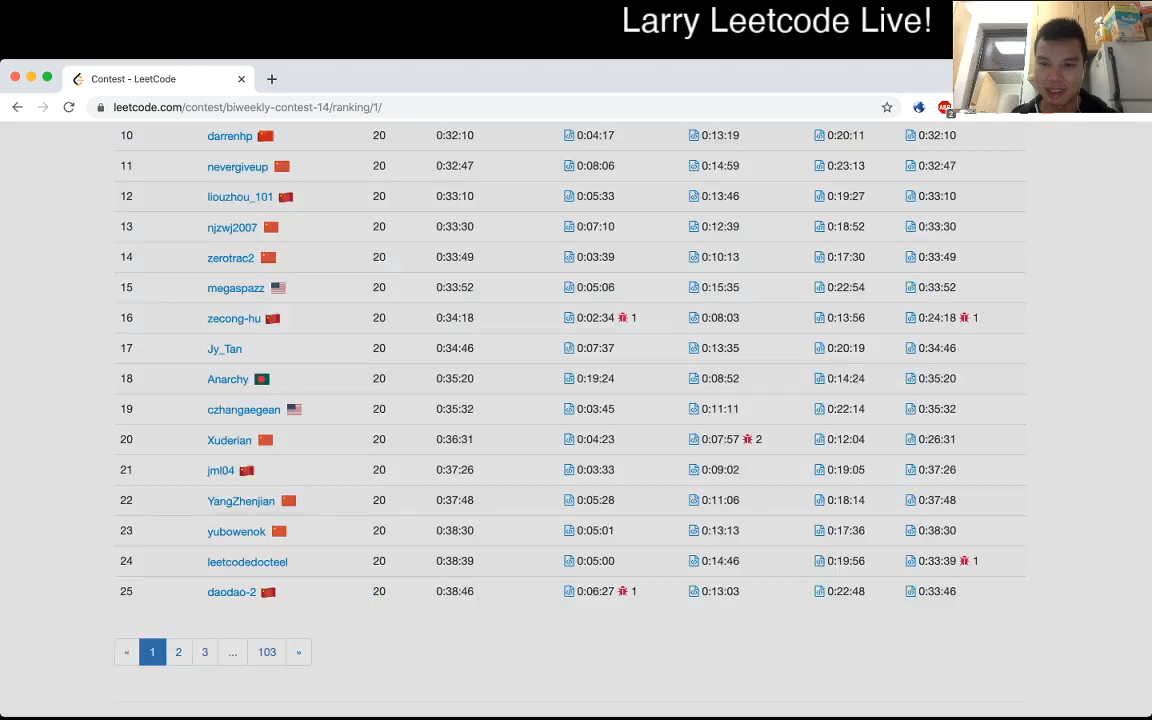 Larry Leetcode Live!
Contest - LeetCode
leetcode.com/contest/biweekly-contest-14/ranking/1/
10 darrenhp 20 0:32:10 0:04:17 0:13:19 0:20:11 0:32:10
11 nevergiveup 20 0:32:47 0:08:06 0:14:59 0:23:13 0:32:47
12 liouzhou_101 20 0:33:10 0:05:33 0:13:46 0:19:27 0:33:10
13 njzwj2007 20 0:33:30 0:07:10 0:12:39 0:18:52 0:33:30
14 zerotrac2 20 0:33:49 0:03:39 0:10:13 0:17:30 0:33:49
15 megaspazz 20 0:33:52 0:05:06 0:15:35 0:22:54 0:33:52
16 zecong-hu 20 0:34:18 0:02:34 1 0:08:03 0:13:56 0:24:18 1
17 Jy_Tan 20 0:34:46 0:07:37 0:13:35 0:20:19 0:34:46
18 Anarchy 20 0:35:20 0:19:24 0:08:52 0:14:24 0:35:20
19 czhangaegean 20 0:35:32 0:03:45 0:11:11 0:22:14 0:35:32
20 Xuderian 20 0:36:31 0:04:23 0:07:57 2 0:12:04 0:26:31
21 jml04 20 0:37:26 0:03:33 0:09:02 0:19:05 0:37:26
22 YangZhenjian 20 0:37:48 0:05:28 0:11:06 0:18:14 0:37:48
23 yubowenok 20 0:38:30 0:05:01 0:13:13 0:17:36 0:38:30
24 leetcodedocteel 20 0:38:39 0:05:00 0:14:46 0:19:56 0:33:39 1
25 daodao-2 20 0:38:46 0:06:27 1 0:13:03 0:22:48 0:33:46
« 1 2 3 ... 103 »